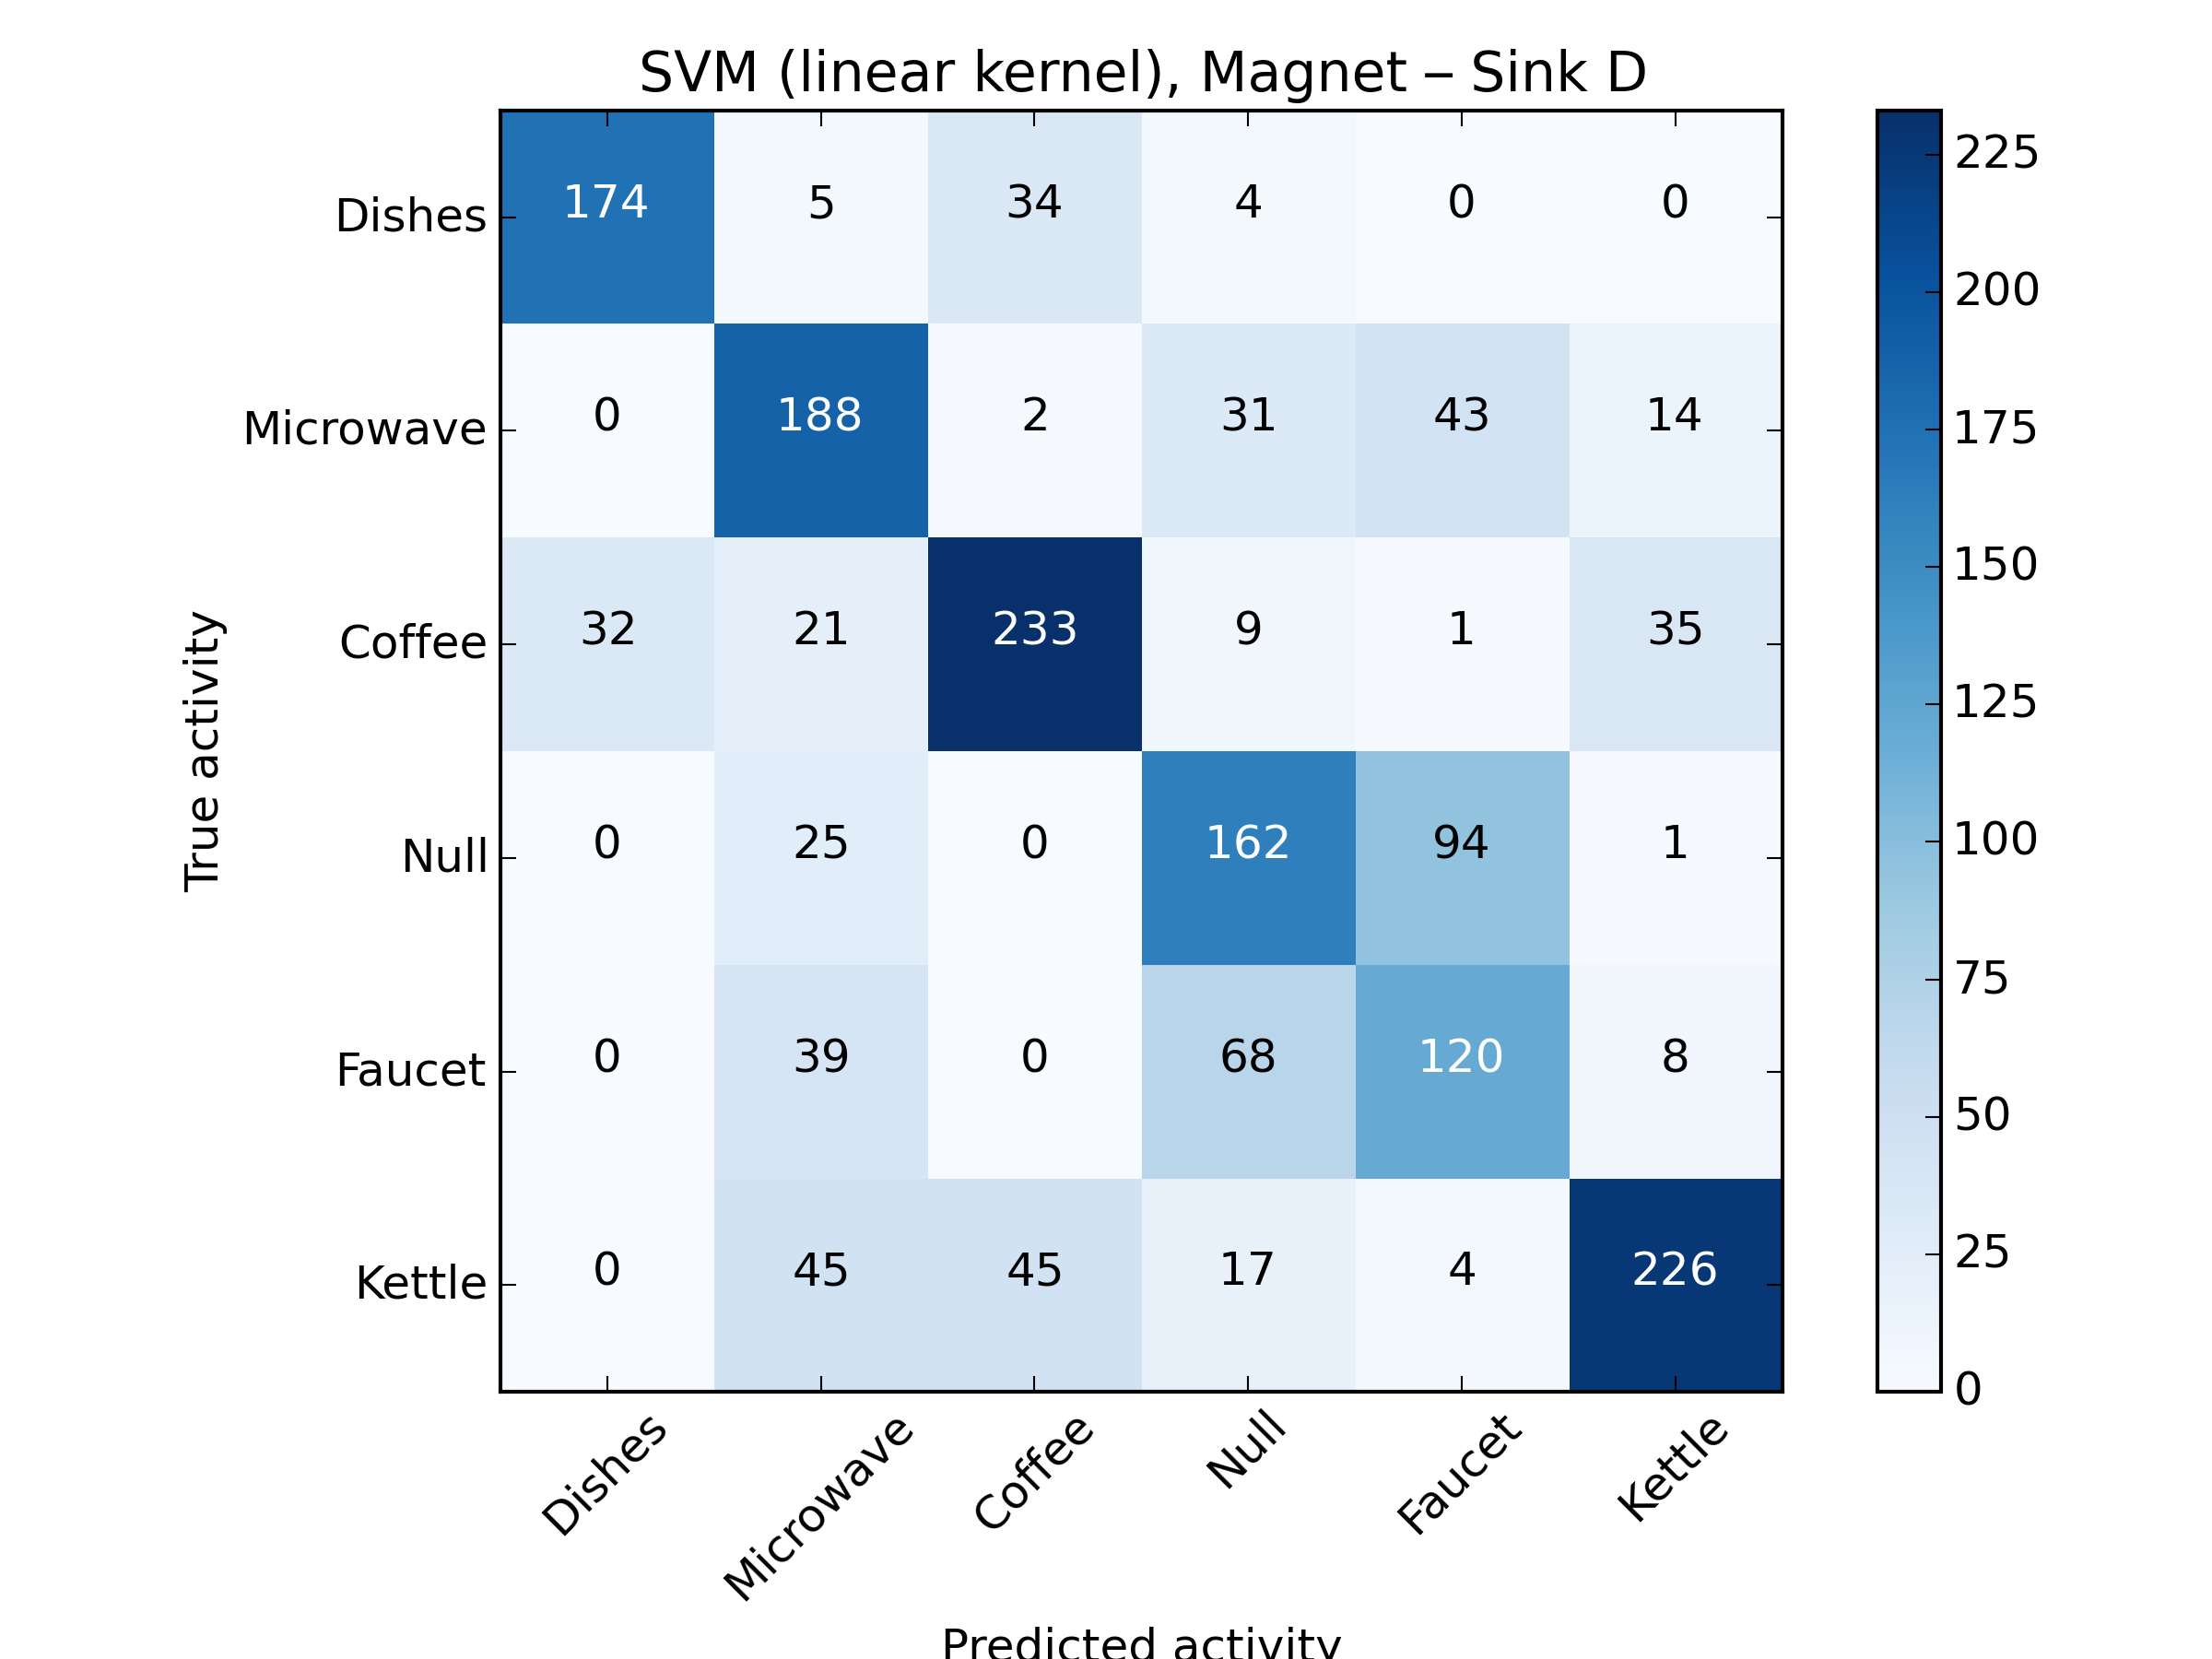 SVM (linear kernel), Magnet – Sink D
Dishes 174 5 34 4 0 0
Microwave 0 188 2 31 43 14
Coffee 32 21 233 9 1 35
Null 0 25 0 162 94 1
Faucet 0 39 0 68 120 8
Kettle 0 45 45 17 4 226
True activity
Dishes Microwave Coffee Null Faucet Kettle
Predicted activity
225
200
175
150
125
100
75
50
25
0